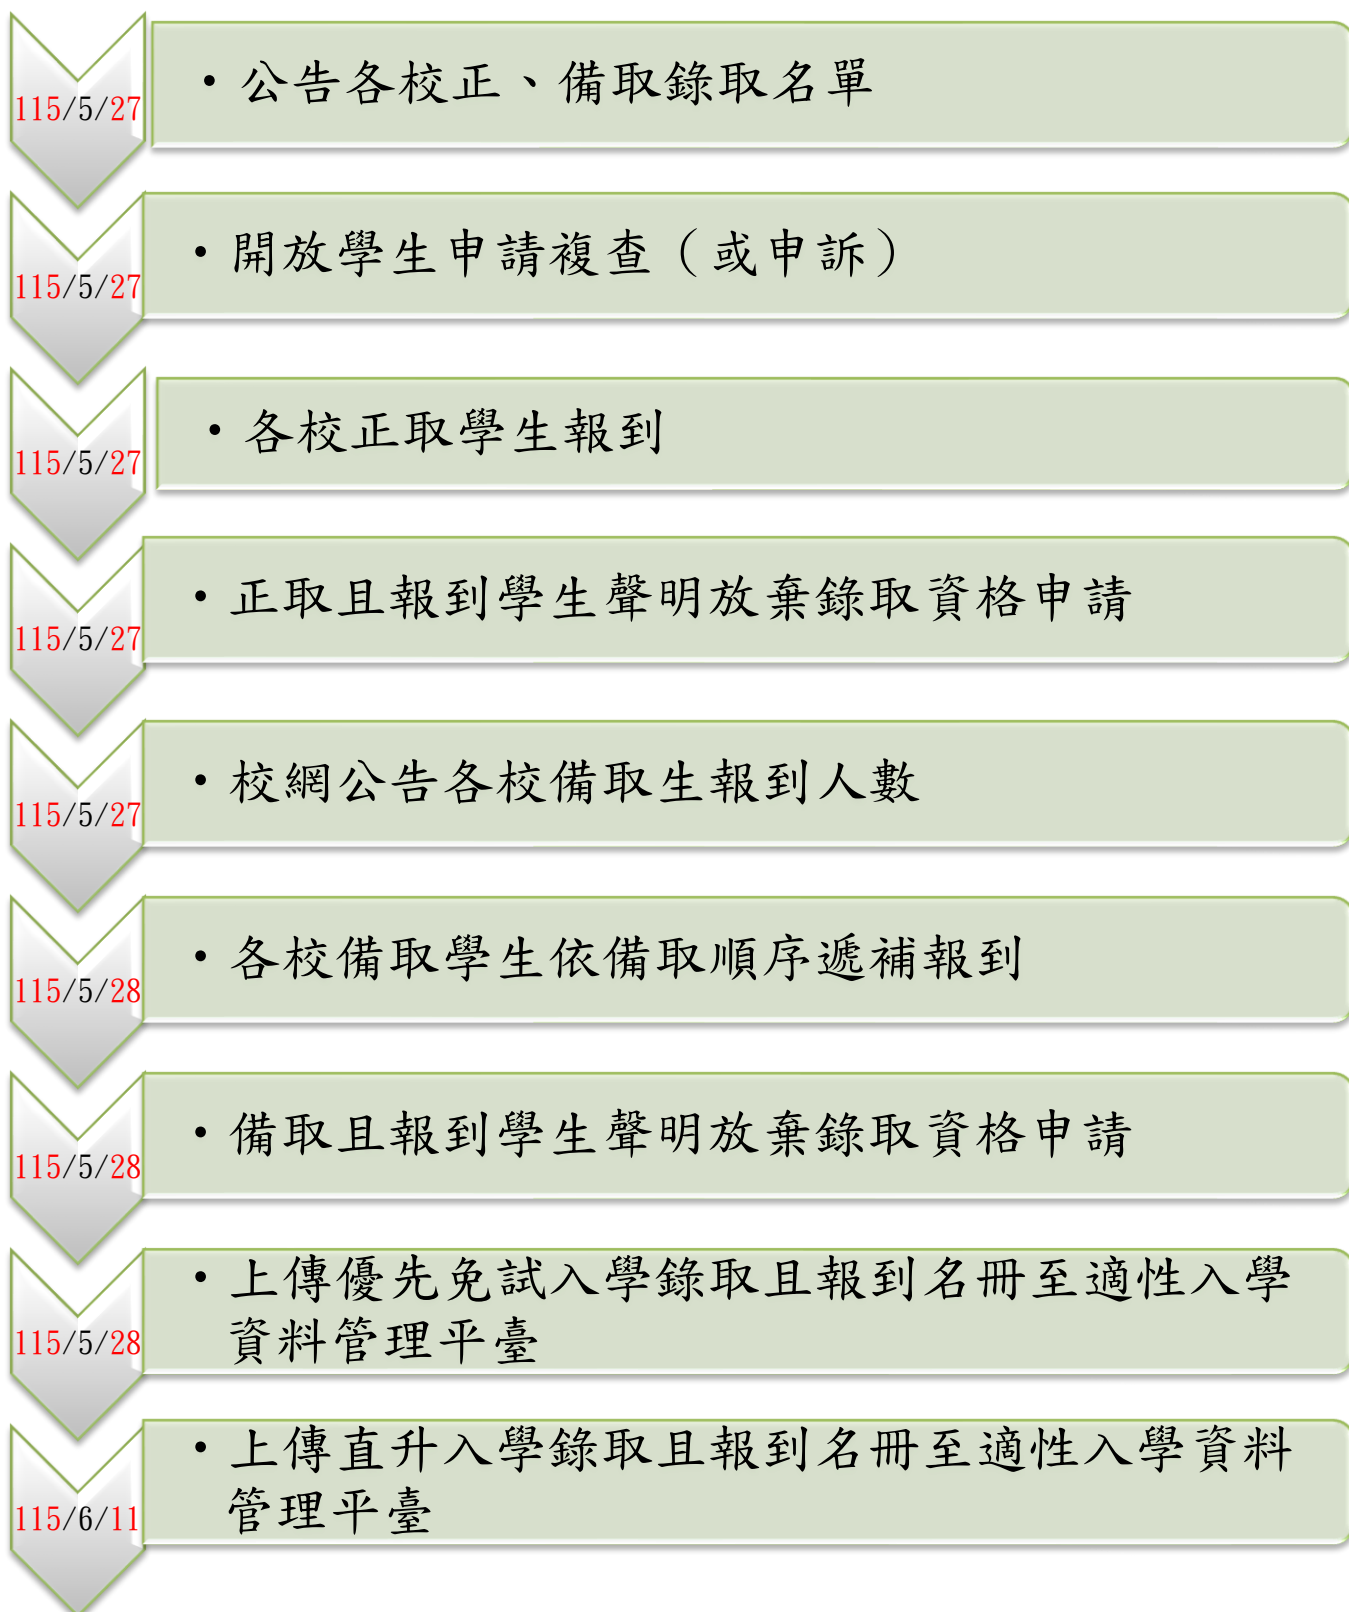 115/5/27
• 公告各校正、備取錄取名單
115/5/27
• 開放學生申請複查（或申訴）
115/5/27
• 各校正取學生報到
115/5/27
• 正取且報到學生聲明放棄錄取資格申請
115/5/27
• 校網公告各校備取生報到人數
115/5/28
• 各校備取學生依備取順序遞補報到
115/5/28
• 備取且報到學生聲明放棄錄取資格申請
115/5/28
• 上傳優先免試入學錄取且報到名冊至適性入學
資料管理平臺
115/6/11
• 上傳直升入學錄取且報到名冊至適性入學資料
管理平臺